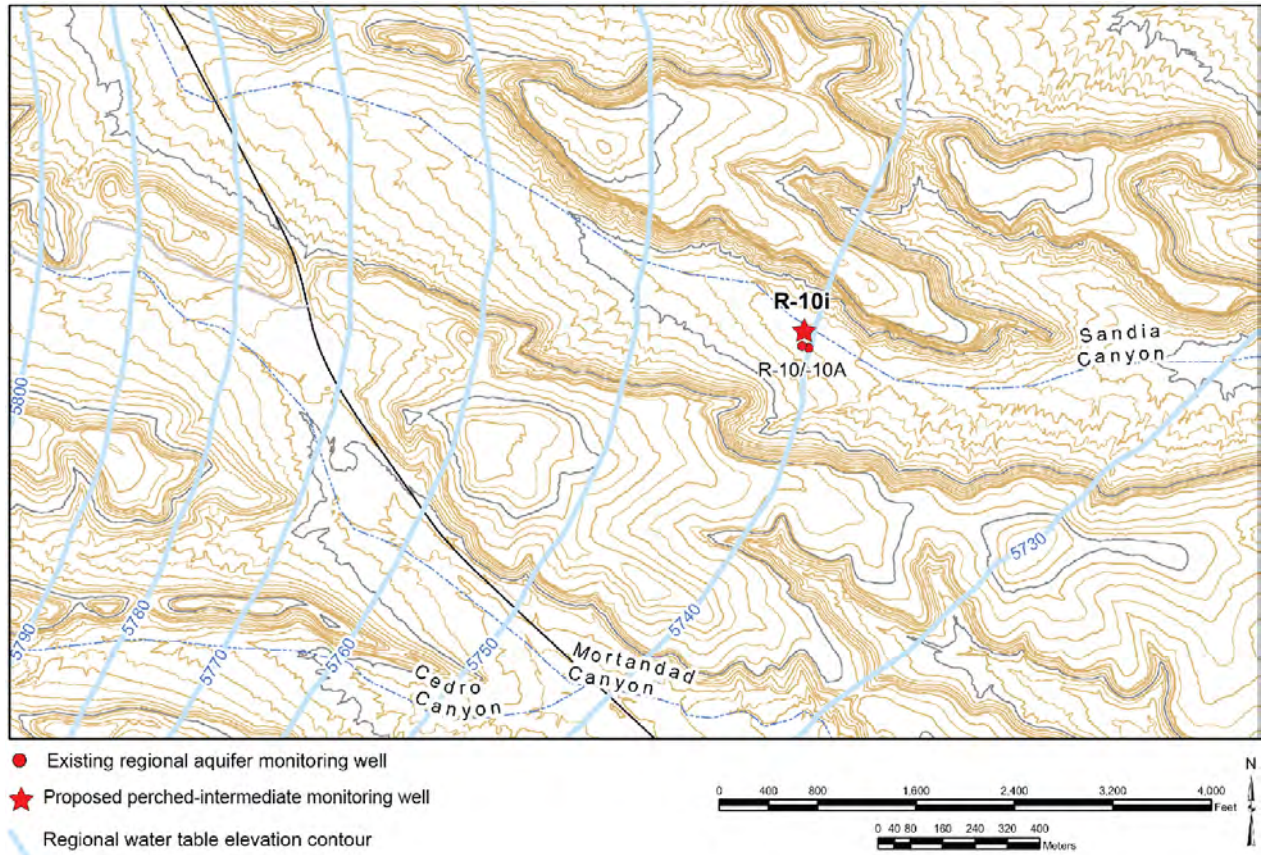 R-10i
R-10/-10A
Sandia
Canyon
5800
5790
5780
5770
5760
5750
5740
5730
Cedro
Canyon
Mortandad
Canyon
Existing regional aquifer monitoring well
Proposed perched-intermediate monitoring well
Regional water table elevation contour
0 400 800 1,600 2,400 3,200 4,000
Feet
0 40 80 160 240 320 400
Meters
N